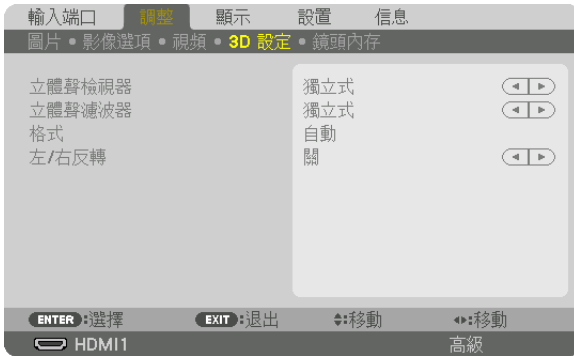 輸入端口 調整 顯示 設置 信息
圖片 • 影像選項 • 視頻 • 3D 設定 • 鏡頭內存
立體聲檢視器 獨立式
立體聲濾波器 獨立式
格式 自動
左/右反轉 關
ENTER:選擇 EXIT:退出 :移動 :移動
HDMI1 高級